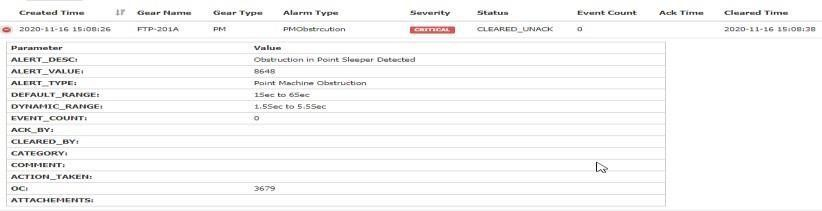 Created Time Gear Name Gear Type Alarm Type Severity Status Event Count Ack Time Cleared Time
2020-11-16 15:08:26 FTP-201A PM PMObstrcution CRITICAL CLEARED_UNACK 0 2020-11-16 15:08:38
Parameter Value
ALERT_DESC: Obstruction in Point Sleeper Detected
ALERT_VALUE: 8648
ALERT_TYPE: Point Machine Obstruction
DEFAULT_RANGE: 1Sec to 6Sec
DYNAMIC_RANGE: 1.5Sec to 5.5Sec
EVENT_COUNT: 0
ACK_BY:
CLEARED_BY:
CATEGORY:
COMMENT:
ACTION_TAKEN:
OC: 3679
ATTACHEMENTS: